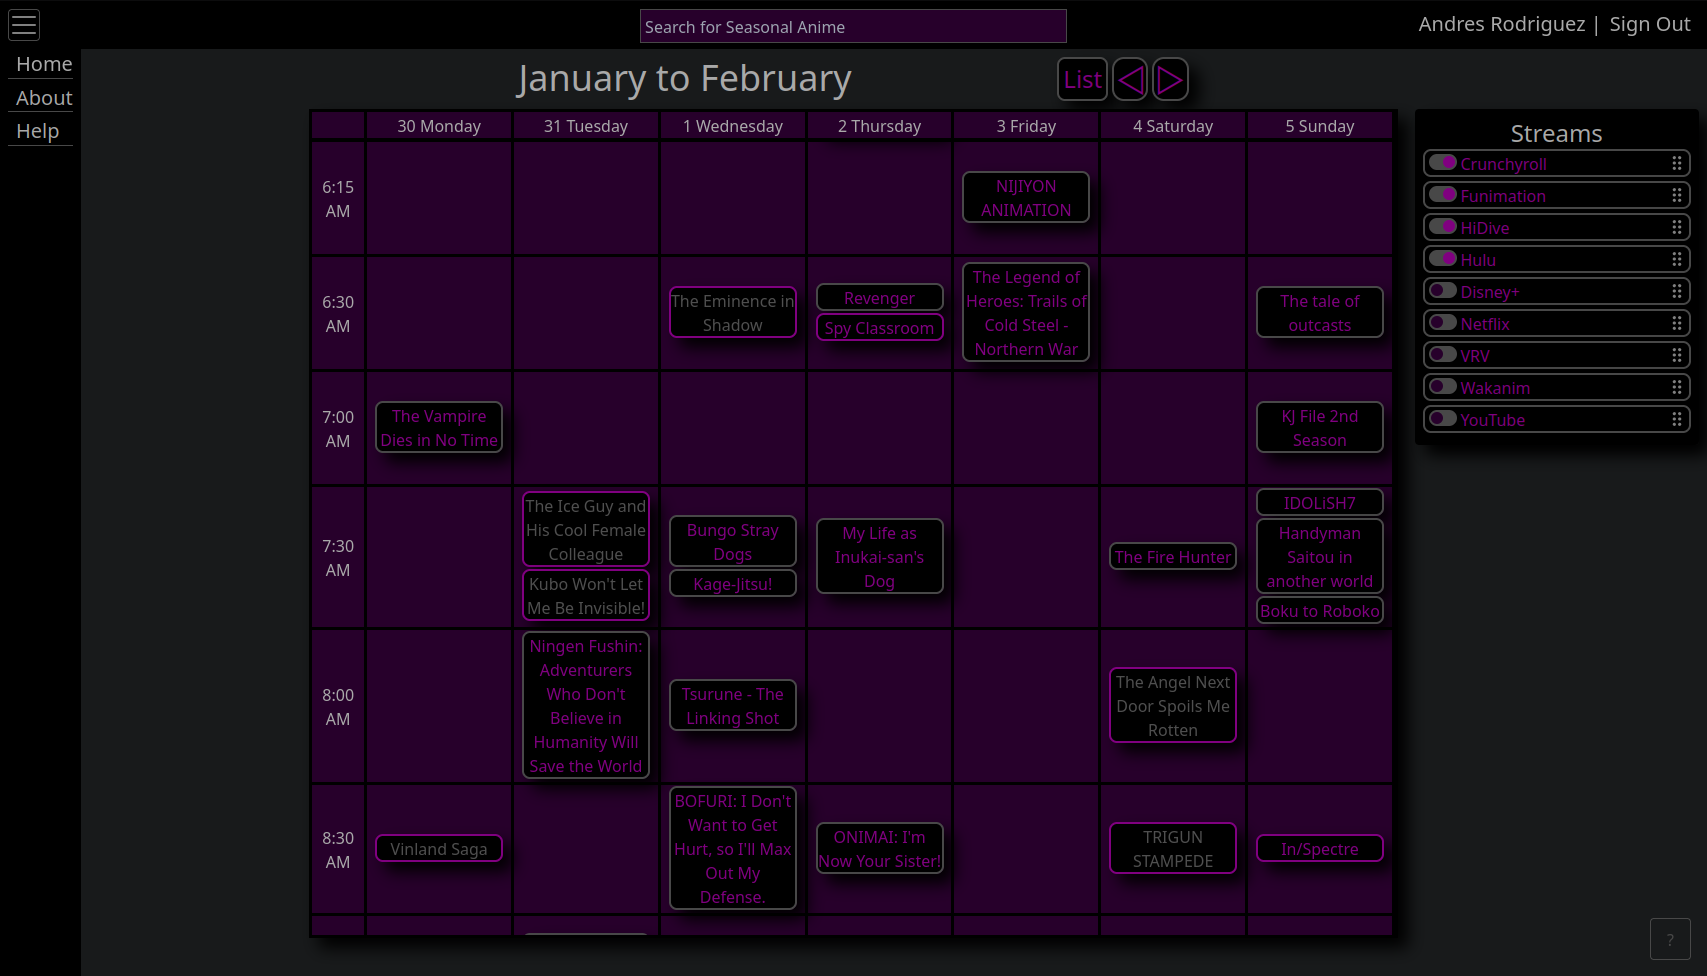 Search for Seasonal Anime
Andres Rodriguez | Sign Out
Home
About
Help
January to February
List
30 Monday
31 Tuesday
1 Wednesday
2 Thursday
3 Friday
4 Saturday
5 Sunday
6:15
AM
NIJIYON
ANIMATION
6:30
AM
The Eminence in
Shadow
Revenger
Spy Classroom
The Legend of
Heroes: Trails of
Cold Steel -
Northern War
The tale of
outcasts
7:00
AM
The Vampire
Dies in No Time
KJ File 2nd
Season
7:30
AM
The Ice Guy and
His Cool Female
Colleague
Kubo Won't Let
Me Be Invisible!
Bungo Stray
Dogs
Kage-Jitsu!
My Life as
Inukai-san's
Dog
The Fire Hunter
IDOLiSH7
Handyman
Saitou in
another world
Boku to Roboko
8:00
AM
Ningen Fushin:
Adventurers
Who Don't
Believe in
Humanity Will
Save the World
Tsurune - The
Linking Shot
The Angel Next
Door Spoils Me
Rotten
8:30
AM
Vinland Saga
BOFURI: I Don't
Want to Get
Hurt, so I'll Max
Out My
Defense.
ONIMAI: I'm
Now Your Sister!
TRIGUN
STAMPEDE
In/Spectre
Streams
Crunchyroll
Funimation
HiDive
Hulu
Disney+
Netflix
VRV
Wakanim
YouTube
?